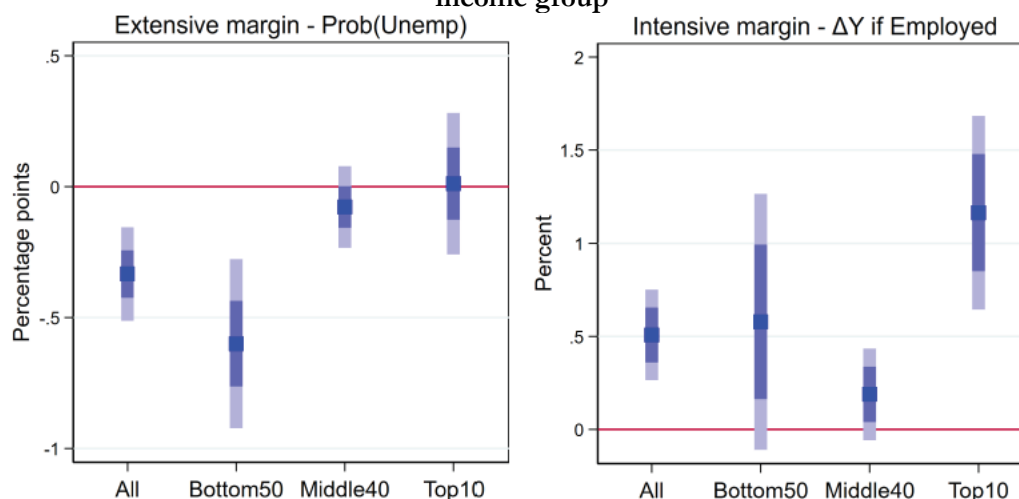 income group
Extensive margin - Prob(Unemp)
.5
0
-.5
-1
Percentage points
All Bottom50 Middle40 Top10
Intensive margin - ΔY if Employed
2
1.5
1
.5
0
Percent
All Bottom50 Middle40 Top10